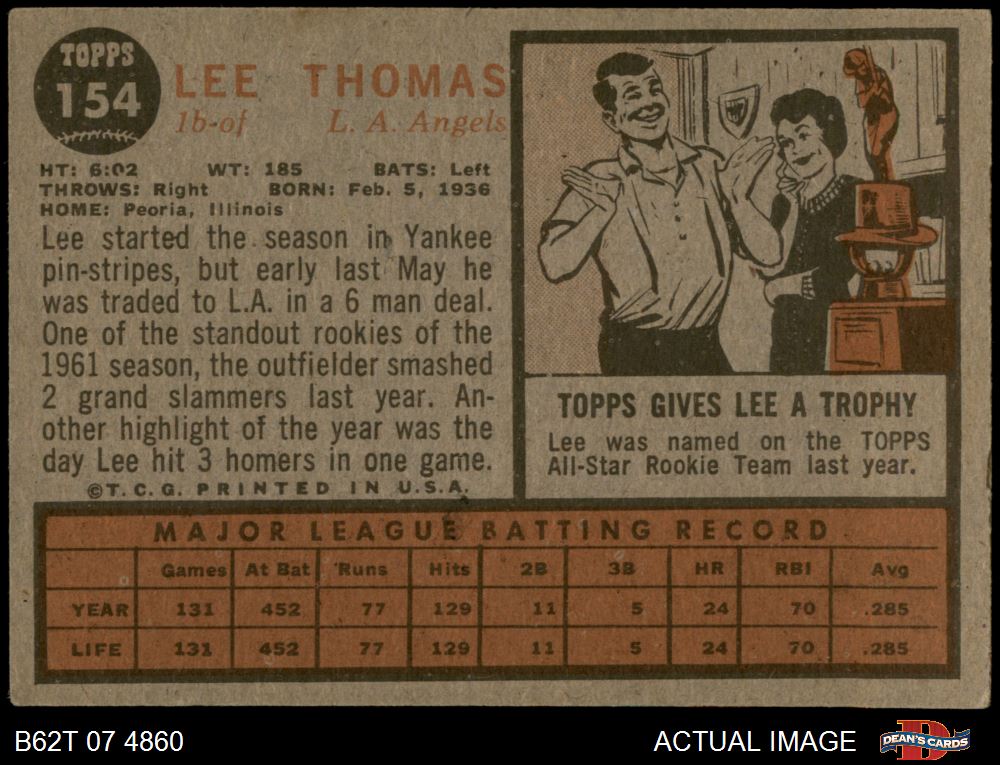 TOPPS
154
LEE THOMAS
1b-of L. A. Angels
HT: 6:02 WT: 185 BATS: Left
THROWS: Right BORN: Feb. 5, 1936
HOME: Peoria, Illinois
Lee started the season in Yankee
pin-stripes, but early last May he
was traded to L.A. in a 6 man deal.
One of the standout rookies of the
1961 season, the outfielder smashed
2 grand slammers last year. An-
other highlight of the year was the
day Lee hit 3 homers in one game.
©T. C. G. PRINTED IN U.S.A.
TOPPS GIVES LEE A TROPHY
Lee was named on the TOPPS
All-Star Rookie Team last year.
MAJOR LEAGUE BATTING RECORD
Games At Bat Runs Hits 2B 3B HR RBI Avg
YEAR 131 452 77 129 11 5 24 70 .285
LIFE 131 452 77 129 11 5 24 70 .285
B62T 07 4860 ACTUAL IMAGE DEAN'S CARDS